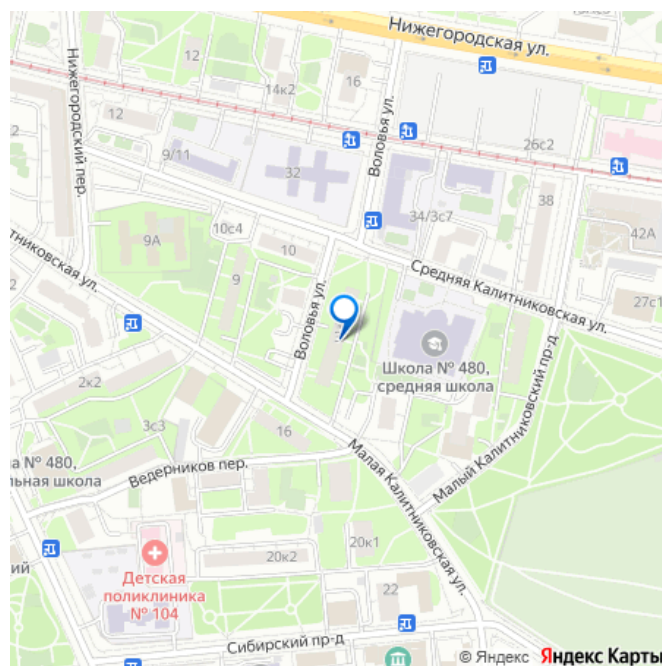 Нижегородская ул.
12
16
14к2
Нижегородский пер.
Воловья ул.
12
26с2
9/11
32
38
34/3с7
42А
9А
10с4
10
Средняя Калитниковская ул.
тниковская ул.
9
27с1
2
Воловья ул.
Школа № 480,
средняя школа
Малый Калитниковский пр-д
2к2
3с3
16
Малая Калитниковская ул.
а № 480,
льная школа
Ведерников пер.
20к1
20к2
Детская
поликлиника
№ 104
ий
22
Сибирский пр-д
© Яндекс Яндекс Карты